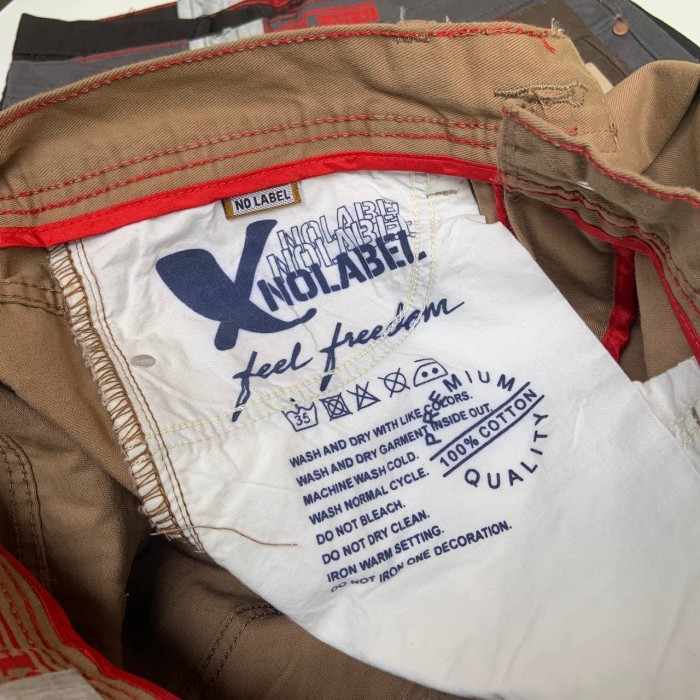 NO LABEL
NOLABEL
NOLABEL
NOLABEL
feel freedom
35
PREMIUM
100% COTTON
QUALITY
WASH AND DRY WITH LIKE COLORS.
WASH AND DRY GARMENT INSIDE OUT.
MACHINE WASH COLD.
WASH NORMAL CYCLE.
DO NOT BLEACH.
DO NOT DRY CLEAN.
IRON WARM SETTING.
DO NOT IRON ONE DECORATION.